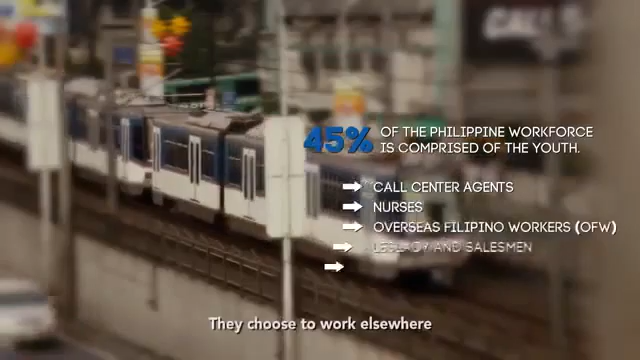 45% OF THE PHILIPPINE WORKFORCE
IS COMPRISED OF THE YOUTH.
CALL CENTER AGENTS
NURSES
OVERSEAS FILIPINO WORKERS (OFW)
AND SALESMEN
They choose to work elsewhere